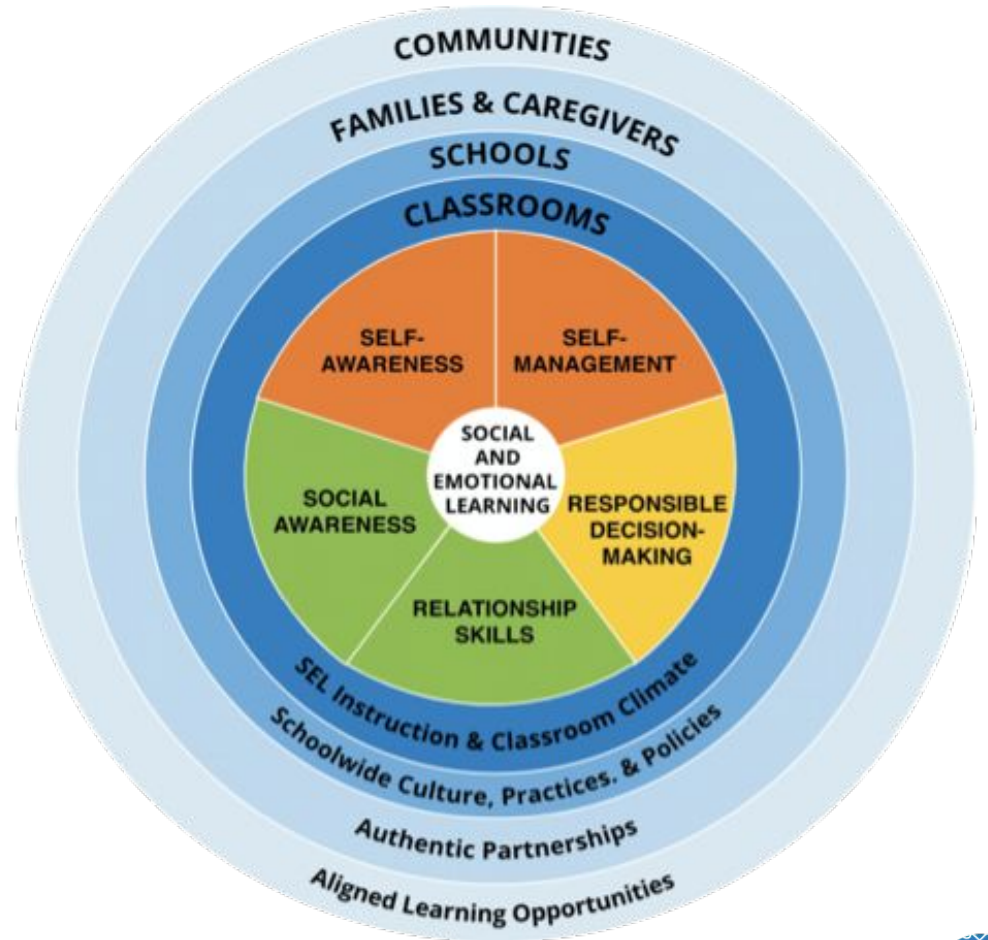 COMMUNITIES
FAMILIES & CAREGIVERS
SCHOOLS
CLASSROOMS
SELF-
AWARENESS
SELF-
MANAGEMENT
SOCIAL
AND
EMOTIONAL
LEARNING
SOCIAL
AWARENESS
RESPONSIBLE
DECISION-
MAKING
RELATIONSHIP
SKILLS
SEL Instruction & Classroom Climate
Schoolwide Culture, Practices. & Policies
Authentic Partnerships
Aligned Learning Opportunities